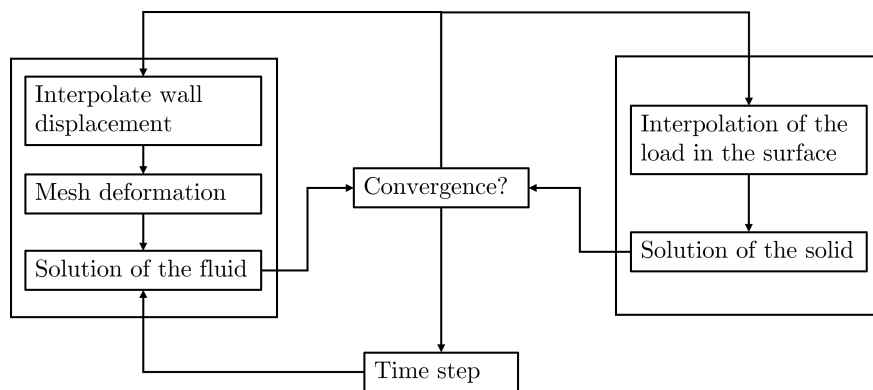 Interpolate wall
displacement
Mesh deformation
Solution of the fluid
Convergence?
Interpolation of the
load in the surface
Solution of the solid
Time step